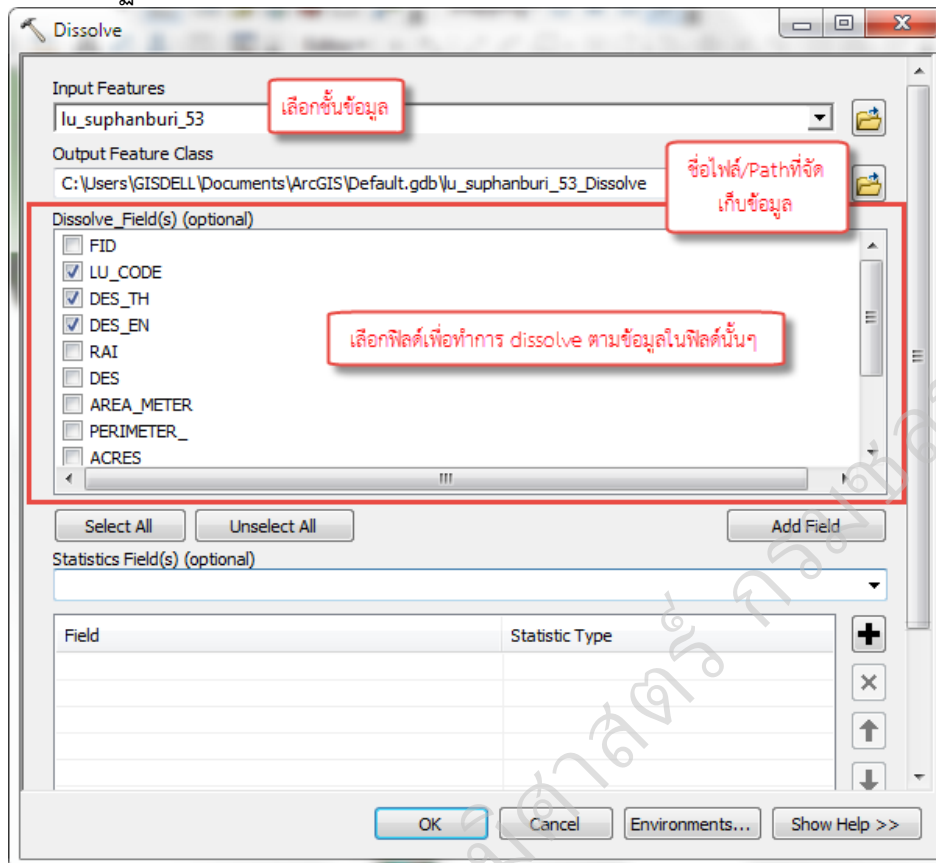 Dissolve
Input Features
lu_suphanburi_53
เลือกชั้นข้อมูล
Output Feature Class
C:\Users\GISDELL\Documents\ArcGIS\Default.gdb\lu_suphanburi_53_Dissolve
ชื่อไฟล์/Pathที่จัด
เก็บข้อมูล
Dissolve_Field(s) (optional)
FID
LU_CODE
DES_TH
DES_EN
เลือกฟิลด์เพื่อทำการ dissolve ตามข้อมูลในฟิลด์นั้นๆ
RAI
DES
AREA_METER
PERIMETER_
ACRES
Select All Unselect All Add Field
Statistics Field(s) (optional)
Field Statistic Type
OK Cancel Environments... Show Help >>